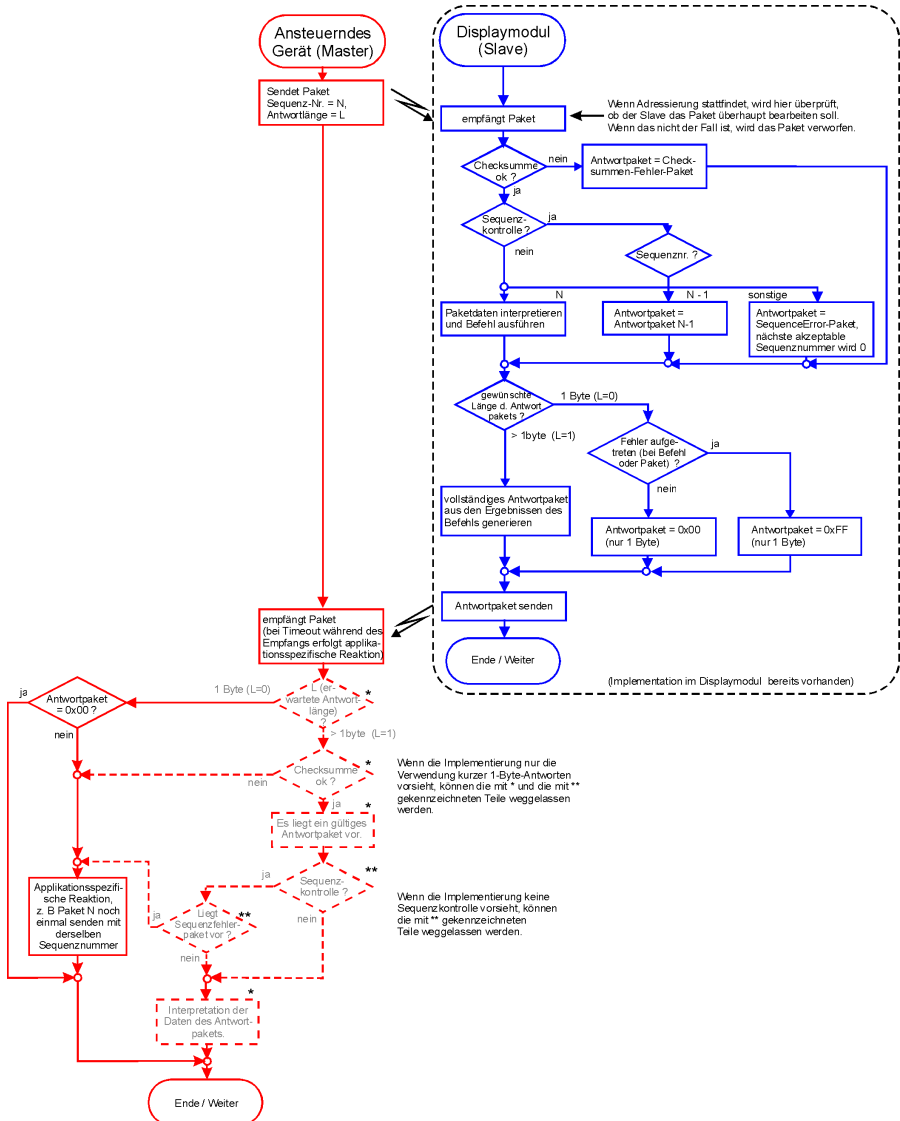 Ansteuerndes
Gerät (Master)
Displaymodul
(Slave)
Sendet Paket
Sequenz-Nr. = N,
Antwortlänge = L
empfängt Paket
Wenn Adressierung stattfindet, wird hier überprüft,
ob der Slave das Paket überhaupt bearbeiten soll.
Wenn das nicht der Fall ist, wird das Paket verworfen.
Checksumme
ok ?
nein
Antwortpaket = Check-
summen-Fehler-Paket
ja
Sequenz-
kontrolle ?
ja
nein
Sequenznr. ?
N
N - 1
sonstige
Paketdaten interpretieren
und Befehl ausführen
Antwortpaket =
Antwortpaket N-1
Antwortpaket =
SequenceError-Paket,
nächste akzeptable
Sequenznummer wird 0
gewünschte
Länge d. Antwort
pakets ?
1 Byte (L=0)
> 1byte (L=1)
Fehler aufge-
treten (bei Befehl
oder Paket) ?
ja
nein
vollständiges Antwortpaket
aus den Ergebnissen des
Befehls generieren
Antwortpaket = 0x00
(nur 1 Byte)
Antwortpaket = 0xFF
(nur 1 Byte)
Antwortpaket senden
Ende / Weiter
(Implementation im Displaymodul bereits vorhanden)
empfängt Paket
(bei Timeout während des
Empfangs erfolgt applika-
tionsspezifische Reaktion)
L (er-
wartete Antwort-
länge)
?
*
1 Byte (L=0)
> 1byte (L=1)
ja
Antwortpaket
= 0x00 ?
nein
Checksumme
ok ?
*
nein
ja
Wenn die Implementierung nur die
Verwendung kurzer 1-Byte-Antworten
vorsieht, können die mit * und die mit **
gekennzeichneten Teile weggelassen
werden.
*
Es liegt ein gültiges
Antwortpaket vor.
Sequenz-
kontrolle ?
**
ja
nein
Wenn die Implementierung keine
Sequenzkontrolle vorsieht, können
die mit ** gekennzeichneten
Teile weggelassen werden.
Applikationsspezifi-
sche Reaktion,
z. B Paket N noch
einmal senden mit
derselben
Sequenznummer
ja
Liegt
Sequenzfehler-
paket vor ?
**
nein
*
Interpretation der
Daten des Antwort-
pakets.
Ende / Weiter